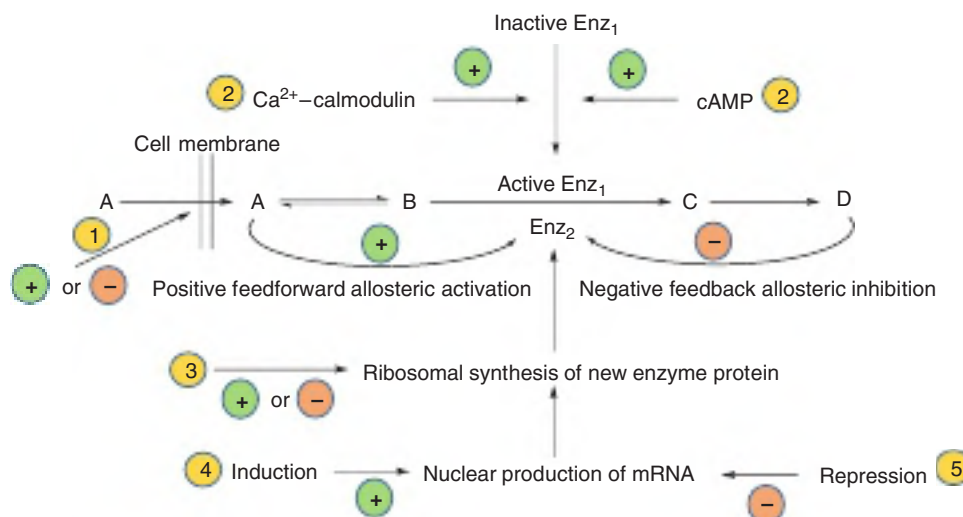 Inactive Enz₁
+ +
2 Ca²⁺–calmodulin cAMP 2
Cell membrane
Active Enz₁
A A B C D
Enz₂
1 + −
+ or − Positive feedforward allosteric activation Negative feedback allosteric inhibition
3 Ribosomal synthesis of new enzyme protein
+ or −
4 Induction Nuclear production of mRNA Repression 5
+ −